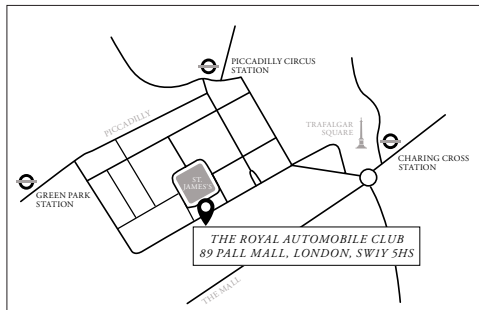 PICCADILLY CIRCUS
STATION
PICCADILLY
TRAFALGAR
SQUARE
CHARING CROSS
STATION
ST.
JAMES'S
GREEN PARK
STATION
THE ROYAL AUTOMOBILE CLUB
89 PALL MALL, LONDON, SW1Y 5HS
THE MALL